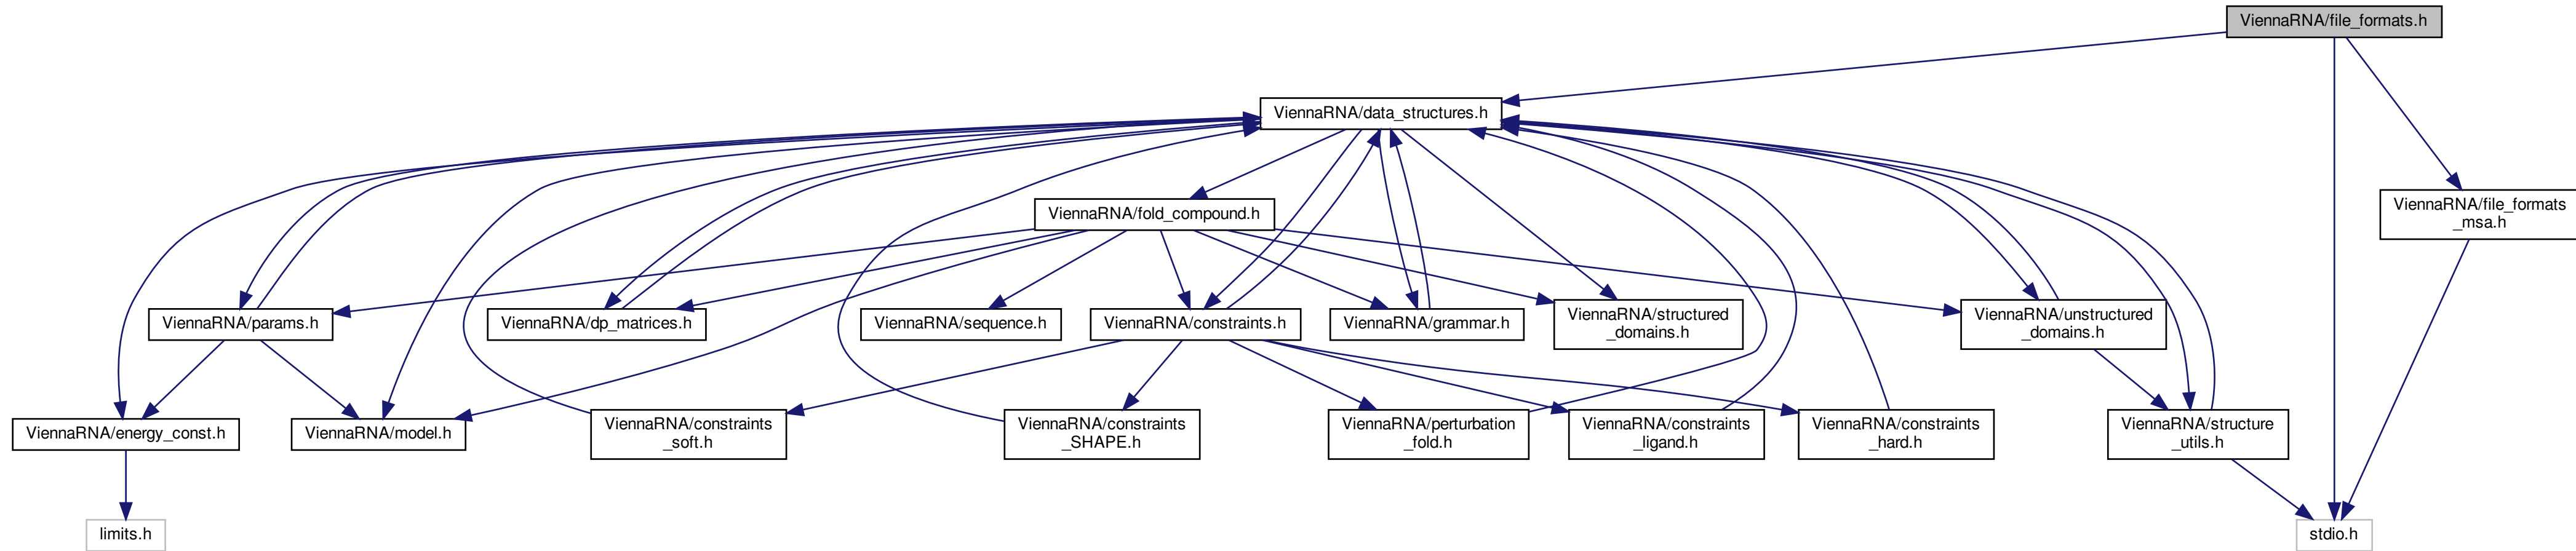 ViennaRNA/file_formats.h
ViennaRNA/data_structures.h
ViennaRNA/fold_compound.h
ViennaRNA/file_formats
_msa.h
ViennaRNA/params.h
ViennaRNA/dp_matrices.h
ViennaRNA/sequence.h
ViennaRNA/constraints.h
ViennaRNA/grammar.h
ViennaRNA/structured
_domains.h
ViennaRNA/unstructured
_domains.h
ViennaRNA/energy_const.h
ViennaRNA/model.h
ViennaRNA/constraints
_soft.h
ViennaRNA/constraints
_SHAPE.h
ViennaRNA/perturbation
_fold.h
ViennaRNA/constraints
_ligand.h
ViennaRNA/constraints
_hard.h
ViennaRNA/structure
_utils.h
limits.h
stdio.h